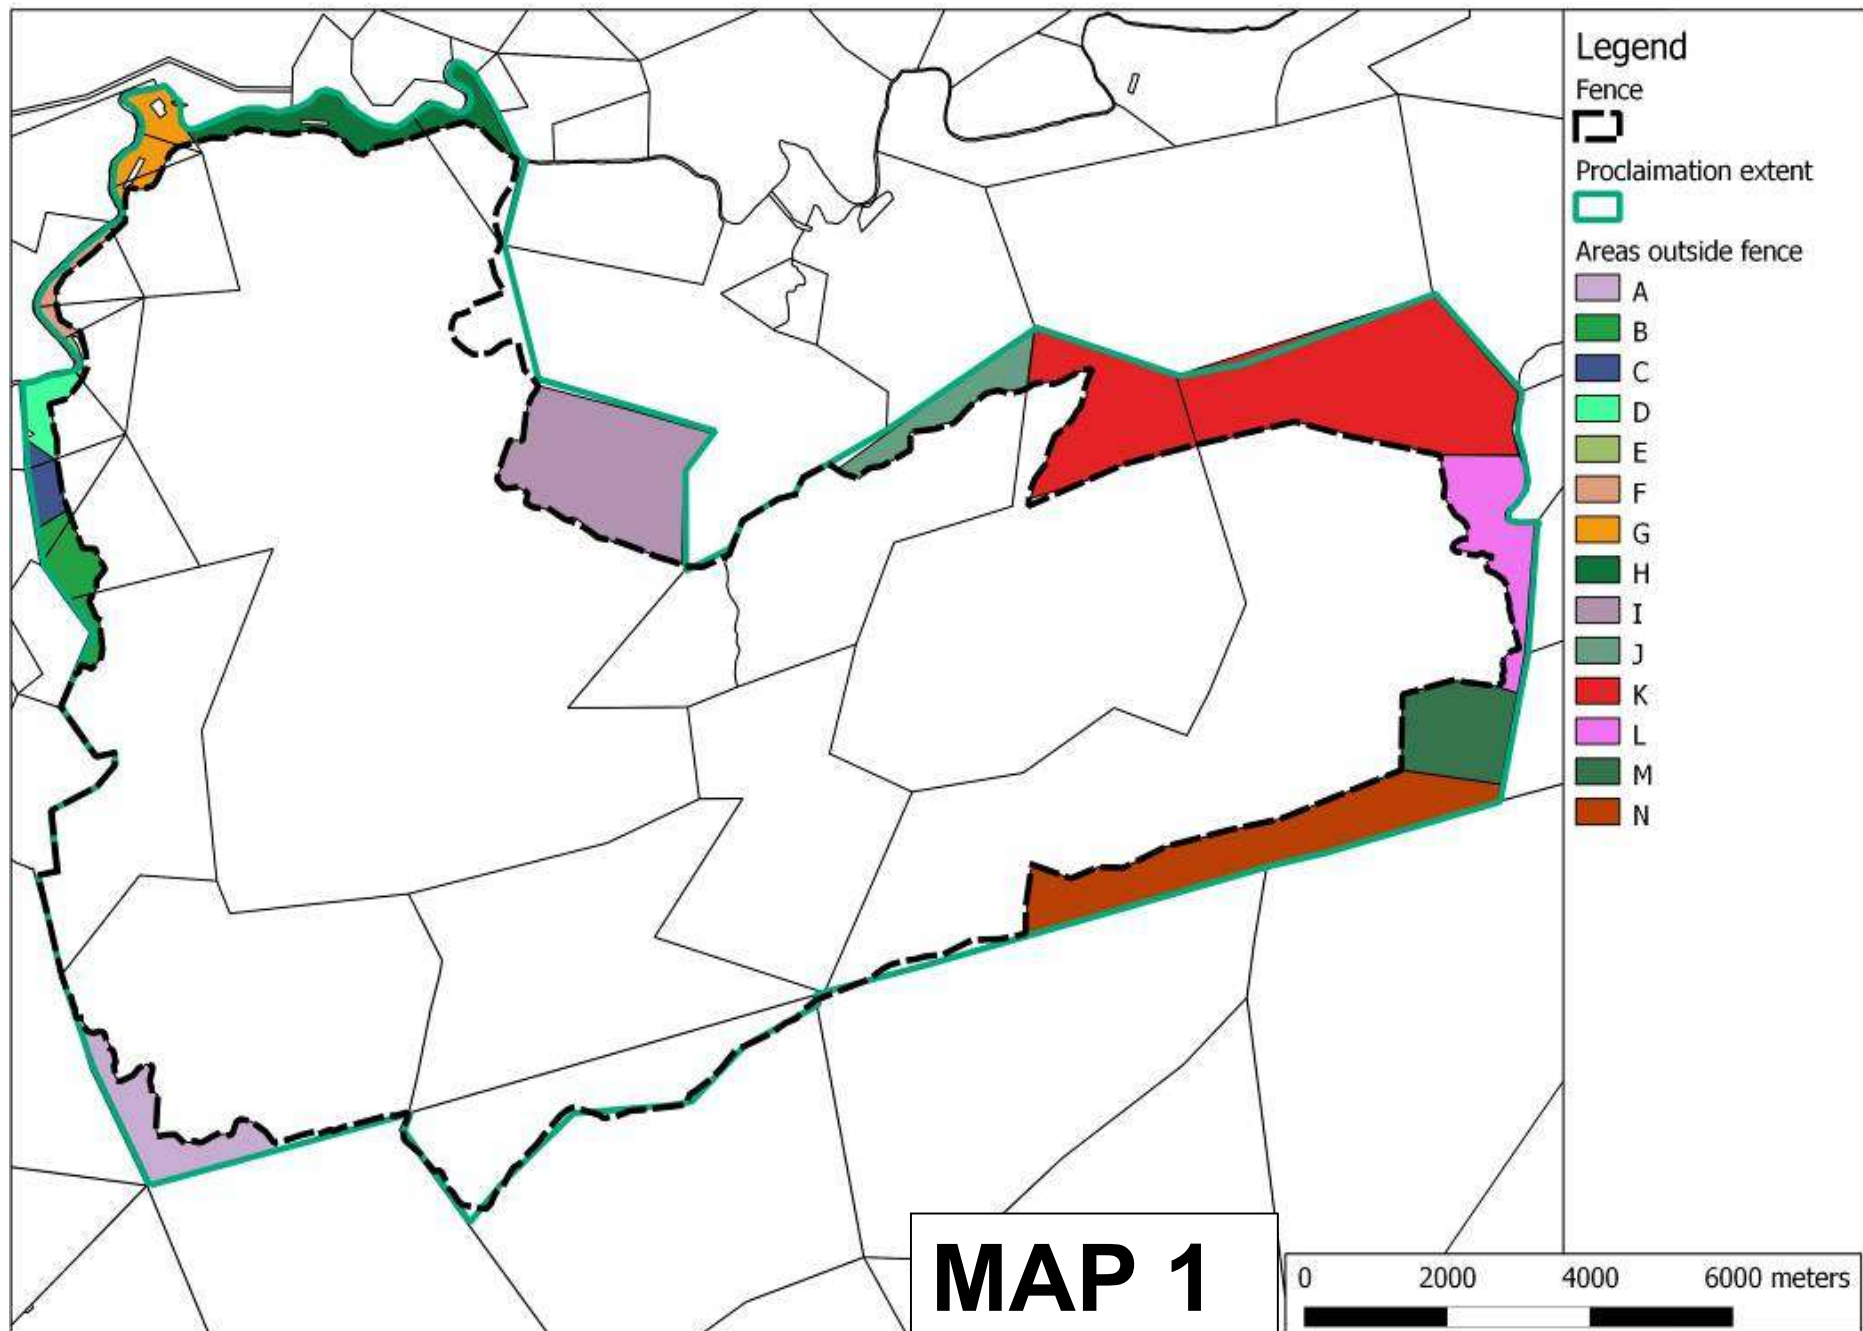 Legend
Fence
Proclaimation extent
Areas outside fence
A
B
C
D
E
F
G
H
I
J
K
L
M
N
MAP 1
0 2000 4000 6000 meters